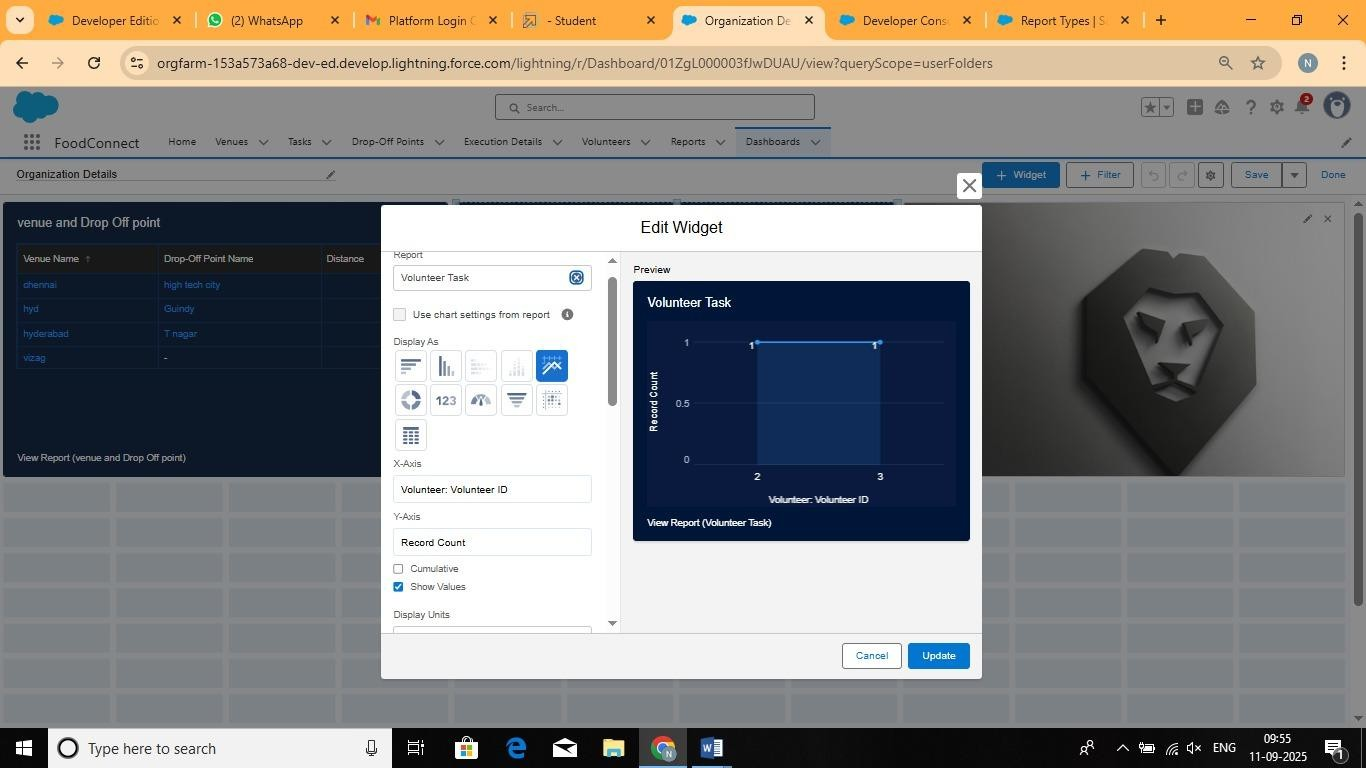 Developer Editio
(2) WhatsApp
Platform Login C
- Student
Organization De
Developer Cons
Report Types | S
orgfarm-153a573a68-dev-ed.develop.lightning.force.com/lightning/r/Dashboard/01ZgL000003fJwDUAU/view?queryScope=userFolders
N
Search...
2
FoodConnect
Home
Venues
Tasks
Drop-Off Points
Execution Details
Volunteers
Reports
Dashboards
Organization Details
+ Widget
+ Filter
Save
Done
venue and Drop Off point
Venue Name ↑
Drop-Off Point Name
Distance
chennai
high tech city
hyd
Guindy
hyderabad
T nagar
vizag
-
View Report (venue and Drop Off point)
Edit Widget
Report
Volunteer Task
Use chart settings from report
Display As
123
X-Axis
Volunteer: Volunteer ID
Y-Axis
Record Count
Cumulative
Show Values
Display Units
Preview
Volunteer Task
Record Count
1
0.5
0
1
1
2
3
Volunteer: Volunteer ID
View Report (Volunteer Task)
Cancel
Update
Type here to search
N
ENG
09:55
11-09-2025
1